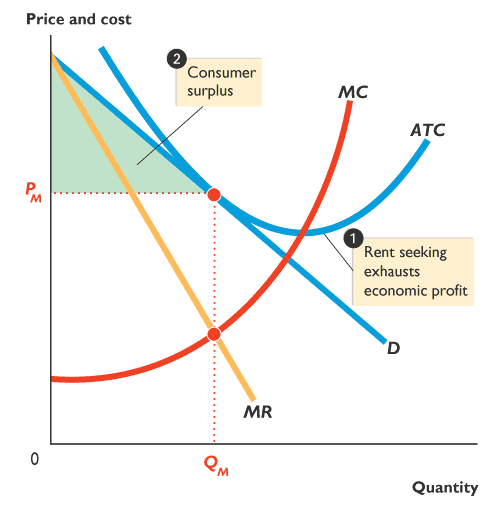 Price and cost
2
Consumer
surplus
MC
ATC
P_M
1
Rent seeking
exhausts
economic profit
D
MR
0
Q_M
Quantity